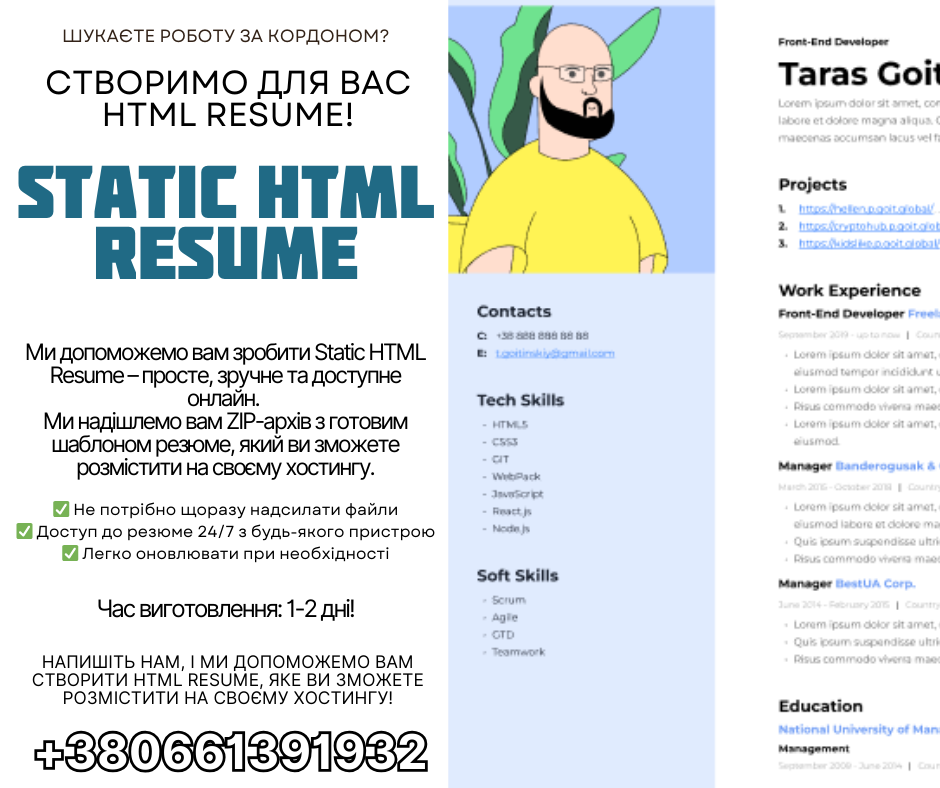 ШУКАЄТЕ РОБОТУ ЗА КОРДОНОМ?
СТВОРИМО ДЛЯ ВАС
HTML RESUME!
STATIC HTML
RESUME
Ми допоможемо вам зробити Static HTML
Resume – просте, зручне та доступне
онлайн.
Ми надішлемо вам ZIP-архів з готовим
шаблоном резюме, який ви зможете
розмістити на своєму хостингу.
✅ Не потрібно щоразу надсилати файли
✅ Доступ до резюме 24/7 з будь-якого пристрою
✅ Легко оновлювати при необхідності
Час виготовлення: 1-2 дні!
НАПИШІТЬ НАМ, І МИ ДОПОМОЖЕМО ВАМ
СТВОРИТИ HTML RESUME, ЯКЕ ВИ ЗМОЖЕТЕ
РОЗМІСТИТИ НА СВОЄМУ ХОСТИНГУ!
+380661391932
Contacts
C: +38 888 888 88 88
E: t.goitinskiy@gmail.com
Tech Skills
- HTML5
- CSS3
- GIT
- WebPack
- JavaScript
- React.js
- Node.js
Soft Skills
- Scrum
- Agile
- GTD
- Teamwork
Front-End Developer
Taras Goit
Lorem ipsum dolor sit amet, con
labore et dolore magna aliqua. Q
maecenas accumsan lacus vel fa
Projects
1. https://hellen.p.goit.global/
2. https://cryptohub.p.goit.glob
3. https://kidslike.p.goit.global/
Work Experience
Front-End Developer Freela
September 2019 - up to now | Coun
• Lorem ipsum dolor sit amet,
eiusmod tempor incididunt u
• Lorem ipsum dolor sit amet,
• Risus commodo viverra maec
• Lorem ipsum dolor sit amet,
eiusmod.
Manager Banderogusak &
March 2015 - October 2018 | Country
• Lorem ipsum dolor sit amet,
eiusmod labore et dolore ma
• Quis ipsum suspendisse ultri
• Risus commodo viverra maec
Manager BestUA Corp.
June 2014 - February 2015 | Country
• Lorem ipsum dolor sit amet,
• Quis ipsum suspendisse ultri
• Risus commodo viverra maec
Education
National University of Mana
Management
September 2009 - June 2014 | Coun